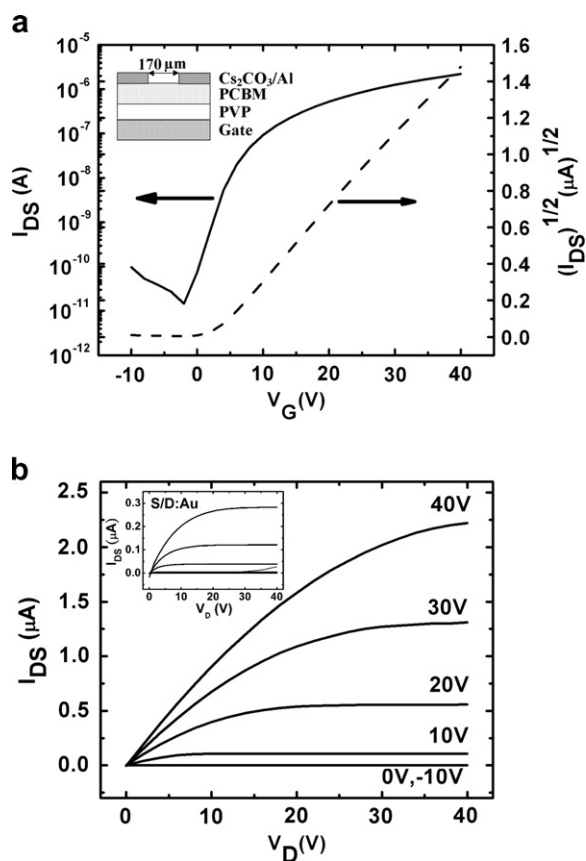 a
170 µm
Cs₂CO₃/Al
PCBM
PVP
Gate
I_DS (A)
10⁻⁵
10⁻⁶
10⁻⁷
10⁻⁸
10⁻⁹
10⁻¹⁰
10⁻¹¹
10⁻¹²
1.6
1.4
1.2
1.0
0.8
0.6
0.4
0.2
0.0
(I_DS)^1/2 (µA)^1/2
-10 0 10 20 30 40
V_G(V)
b
S/D:Au
I_DS (µA)
0.3
0.2
0.1
0.0
0 10 20 30 40
V_D (V)
40V
30V
20V
10V
0V,-10V
I_DS (µA)
2.5
2.0
1.5
1.0
0.5
0.0
0 10 20 30 40
V_D(V)